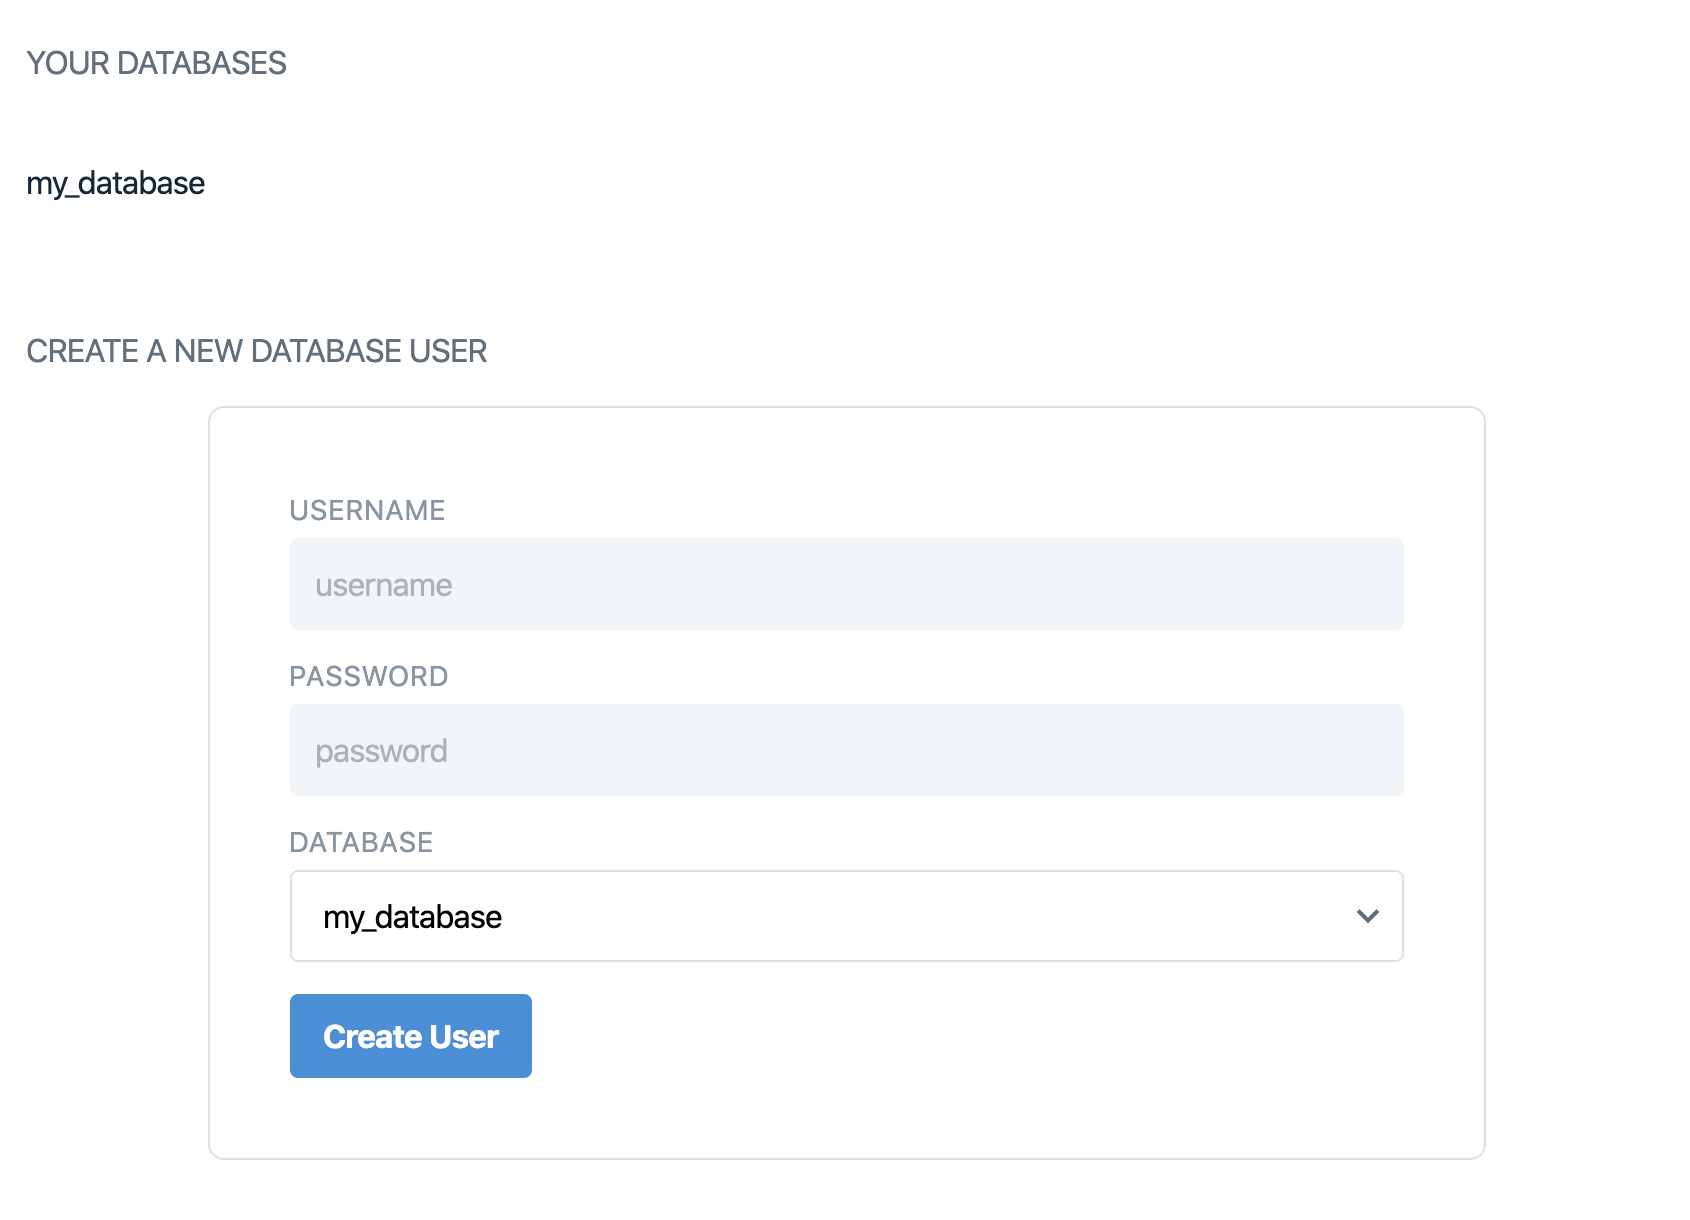 YOUR DATABASES
my_database
CREATE A NEW DATABASE USER
USERNAME
username
PASSWORD
password
DATABASE
my_database
Create User